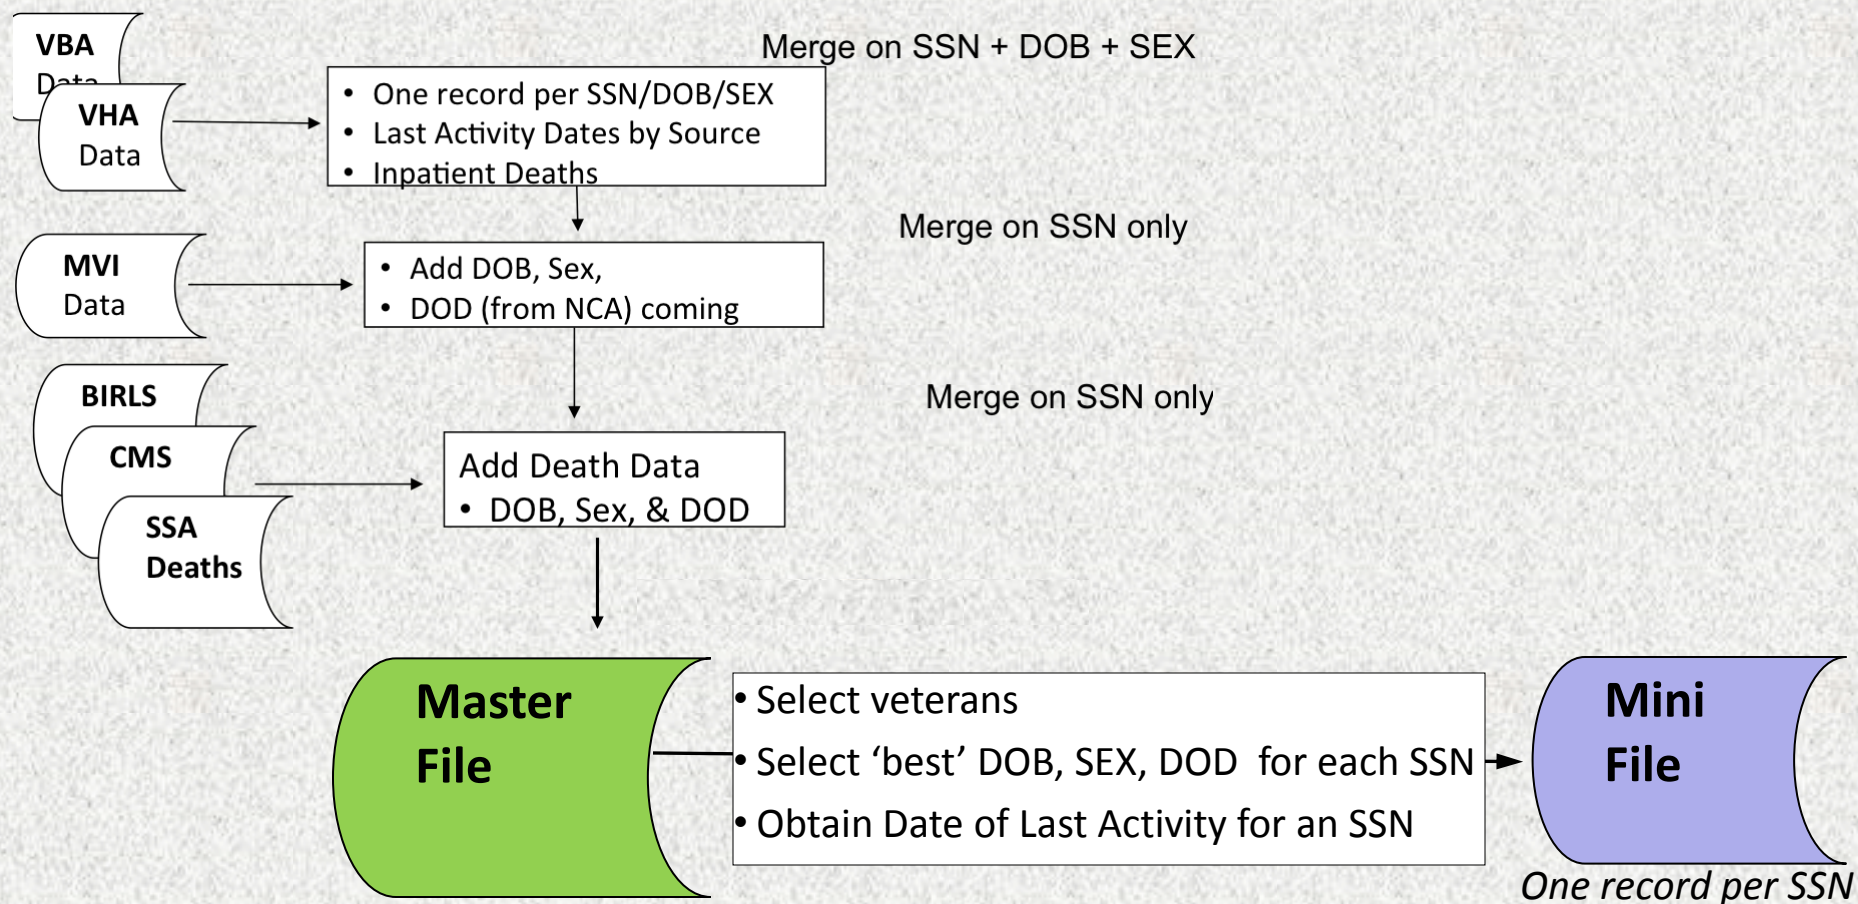 VBA
Data
VHA
Data
Merge on SSN + DOB + SEX
• One record per SSN/DOB/SEX
• Last Activity Dates by Source
• Inpatient Deaths
Merge on SSN only
MVI
Data
• Add DOB, Sex,
• DOD (from NCA) coming
Merge on SSN only
BIRLS
CMS
SSA
Deaths
Add Death Data
• DOB, Sex, & DOD
Master
File
• Select veterans
• Select ‘best’ DOB, SEX, DOD for each SSN
• Obtain Date of Last Activity for an SSN
Mini
File
One record per SSN